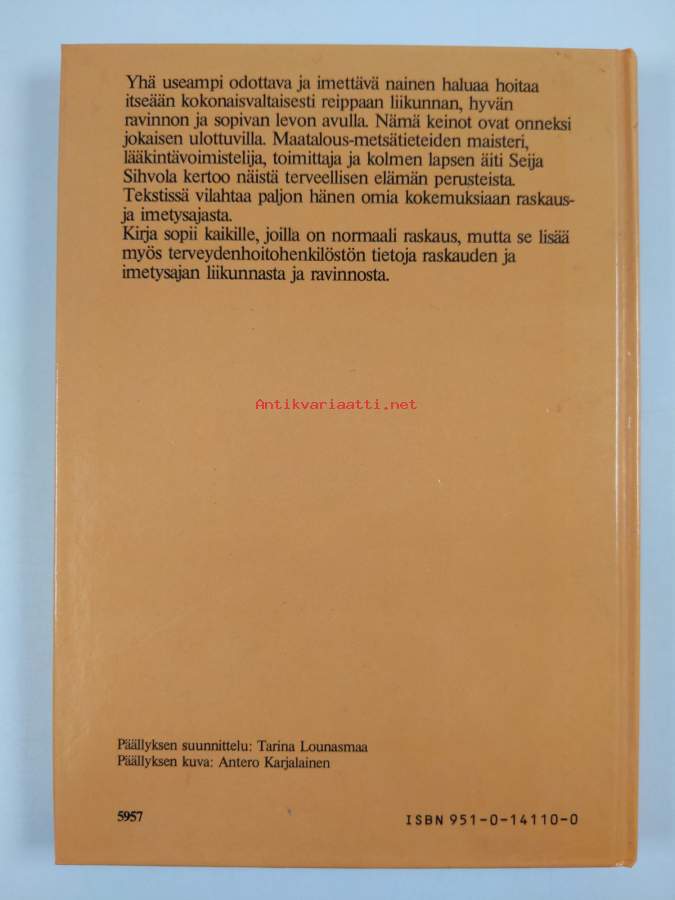 Yhä useampi odottava ja imettävä nainen haluaa hoitaa
itseään kokonaisvaltaisesti reippaan liikunnan, hyvän
ravinnon ja sopivan levon avulla. Nämä keinot ovat onneksi
jokaisen ulottuvilla. Maatalous-metsätieteiden maisteri,
lääkintävoimistelija, toimittaja ja kolmen lapsen äiti Seija
Sihvola kertoo näistä terveellisen elämän perusteista.
Tekstissä vilahtaa paljon hänen omia kokemuksiaan raskaus-
ja imetysajasta.
Kirja sopii kaikille, joilla on normaali raskaus, mutta se lisää
myös terveydenhoitohenkilöstön tietoja raskauden ja
imetysajan liikunnasta ja ravinnosta.
Antikvariaatti.net
Päällyksen suunnittelu: Tarina Lounasmaa
Päällyksen kuva: Antero Karjalainen
5957 ISBN 951-0-14110-0